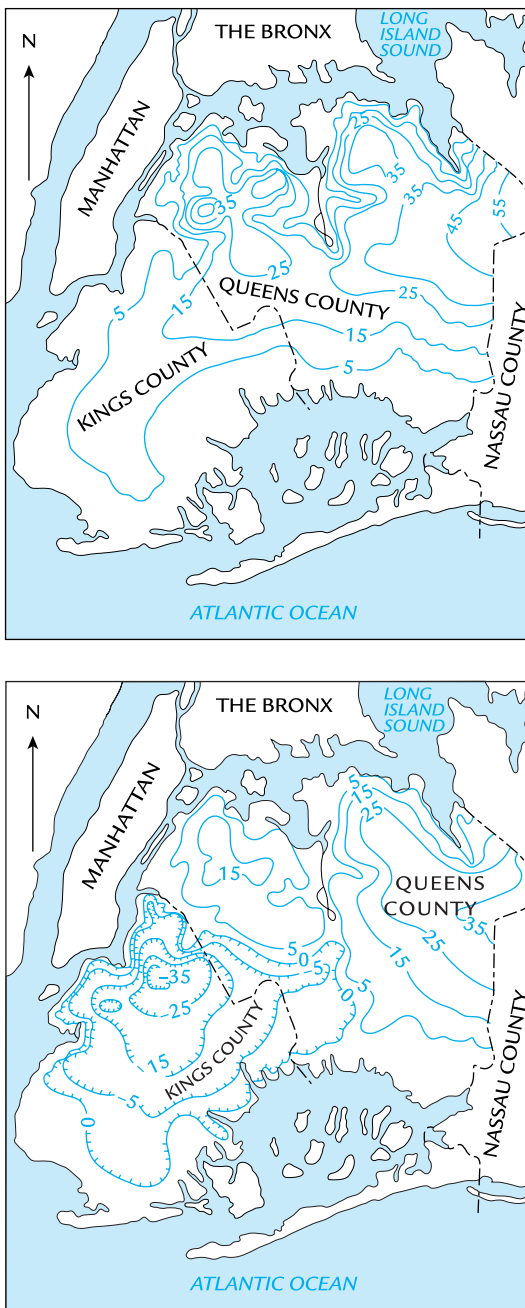 N
THE BRONX
LONG
ISLAND
SOUND
MANHATTAN
25
35
35
35
45
55
25
25
QUEENS COUNTY
5
15
15
5
KINGS COUNTY
NASSAU COUNTY
ATLANTIC OCEAN
N
THE BRONX
LONG
ISLAND
SOUND
MANHATTAN
5
15
25
15
QUEENS
COUNTY
35
25
15
5
0
-5
0
5
-35
-25
15
KINGS COUNTY
-5
0
NASSAU COUNTY
ATLANTIC OCEAN